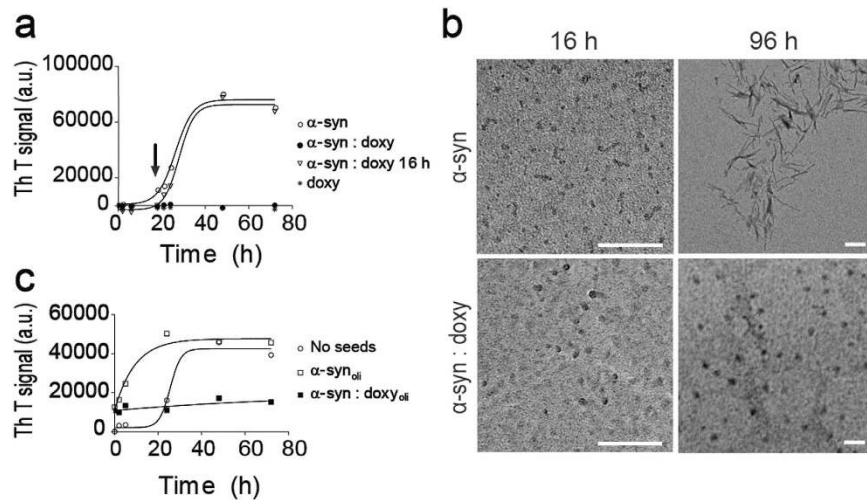 a
Th T signal (a.u.)
100000
80000
60000
40000
20000
0
0 20 40 60 80
Time (h)
α-syn
α-syn : doxy
α-syn : doxy 16 h
doxy
b
16 h 96 h
α-syn
α-syn : doxy
c
Th T signal (a.u.)
60000
40000
20000
0
0 20 40 60 80
Time (h)
No seeds
α-synoli
α-syn : doxyoli